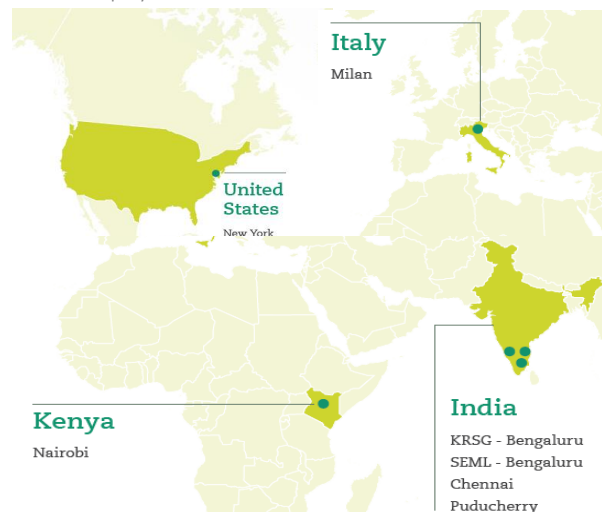 Italy
Milan
United
States
New York
Kenya
Nairobi
India
KRSG - Bengaluru
SEML - Bengaluru
Chennai
Puducherry